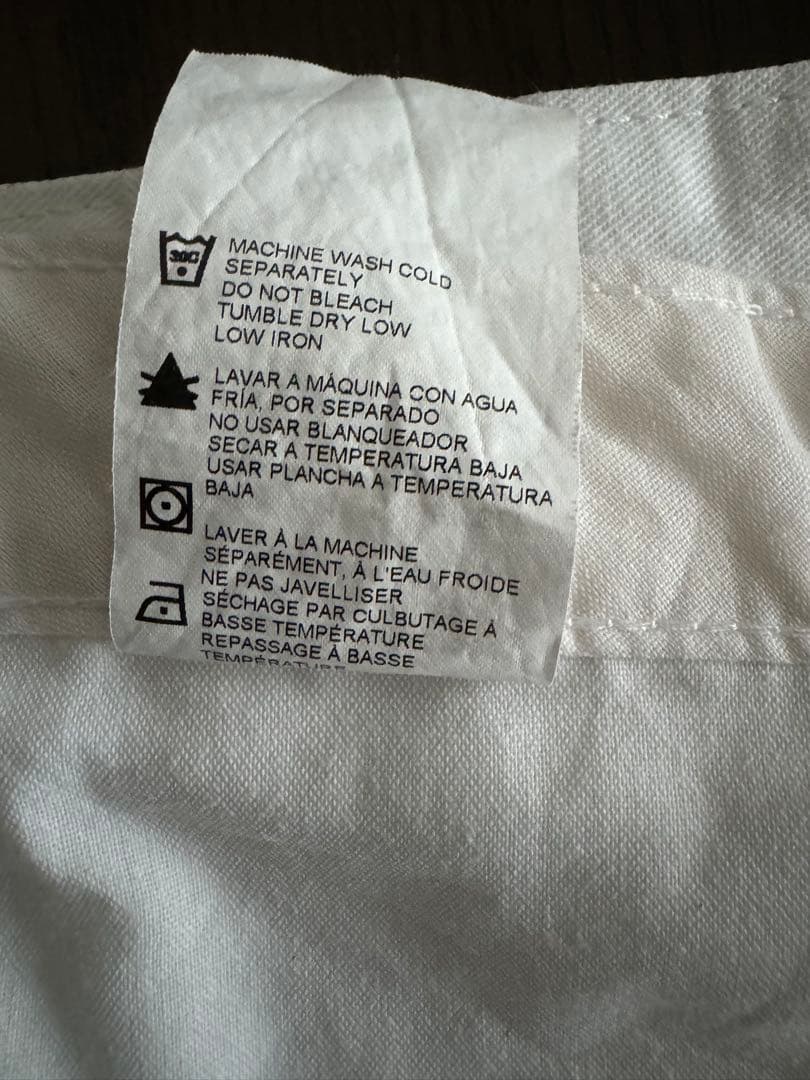 30C
MACHINE WASH COLD
SEPARATELY
DO NOT BLEACH
TUMBLE DRY LOW
LOW IRON
LAVAR A MÁQUINA CON AGUA
FRÍA, POR SEPARADO
NO USAR BLANQUEADOR
SECAR A TEMPERATURA BAJA
USAR PLANCHA A TEMPERATURA
BAJA
LAVER À LA MACHINE
SÉPARÉMENT, À L'EAU FROIDE
NE PAS JAVELLISER
SÉCHAGE PAR CULBUTAGE À
BASSE TEMPÉRATURE
REPASSAGE À BASSE
TEMPÉRATURE